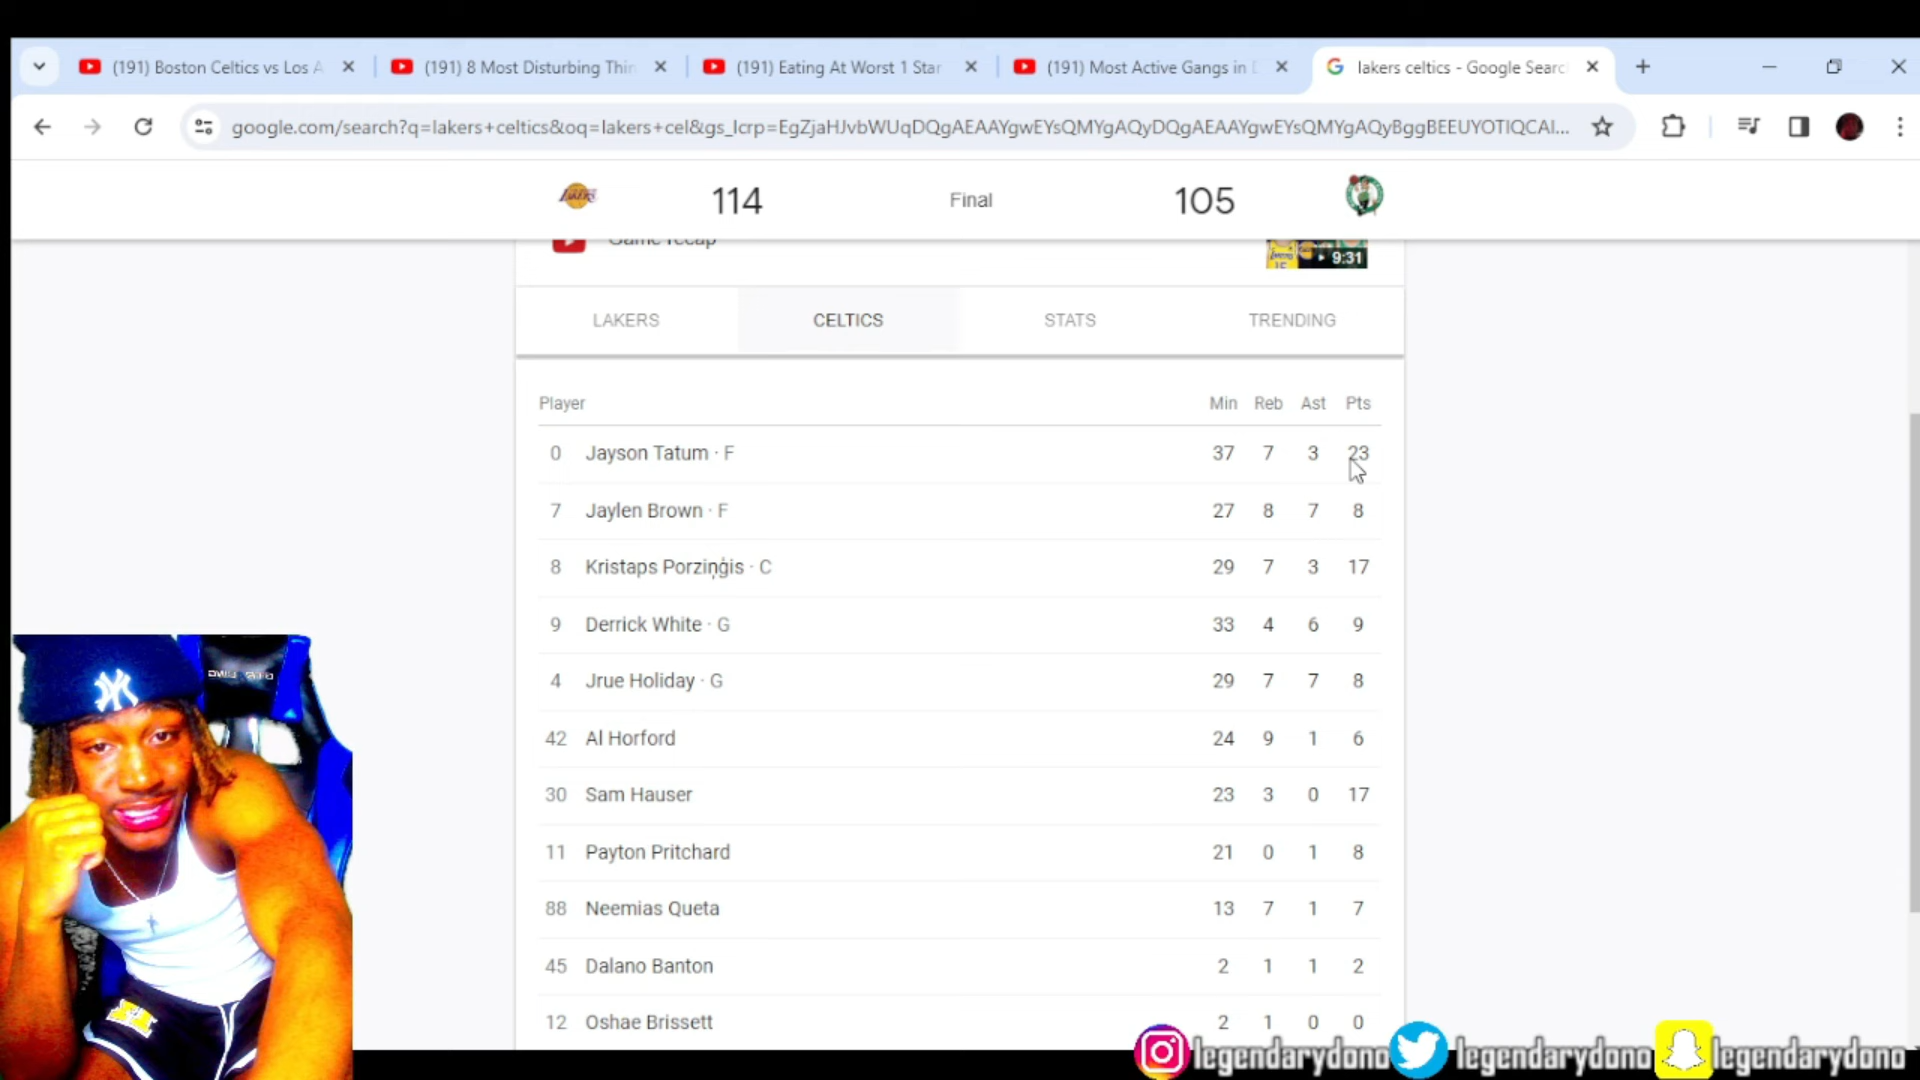 (191) Boston Celtics vs Los A
(191) 8 Most Disturbing Thin
(191) Eating At Worst 1 Star
(191) Most Active Gangs in D
lakers celtics - Google Searc
google.com/search?q=lakers+celtics&oq=lakers+cel&gs_lcrp=EgZjaHJvbWUqDQgAEAAYgwEYsQMYgAQyDQgAEAAYgwEYsQMYgAQyBggBEEUYOTIQCAI...
LAKERS 114 Final 105
Game recap
9:31
LAKERS CELTICS STATS TRENDING
Player Min Reb Ast Pts
0 Jayson Tatum · F 37 7 3 23
7 Jaylen Brown · F 27 8 7 8
8 Kristaps Porziņģis · C 29 7 3 17
9 Derrick White · G 33 4 6 9
4 Jrue Holiday · G 29 7 7 8
42 Al Horford 24 9 1 6
30 Sam Hauser 23 3 0 17
11 Payton Pritchard 21 0 1 8
88 Neemias Queta 13 7 1 7
45 Dalano Banton 2 1 1 2
12 Oshae Brissett 2 1 0 0
NY
legendarydono legendarydono legendarydono